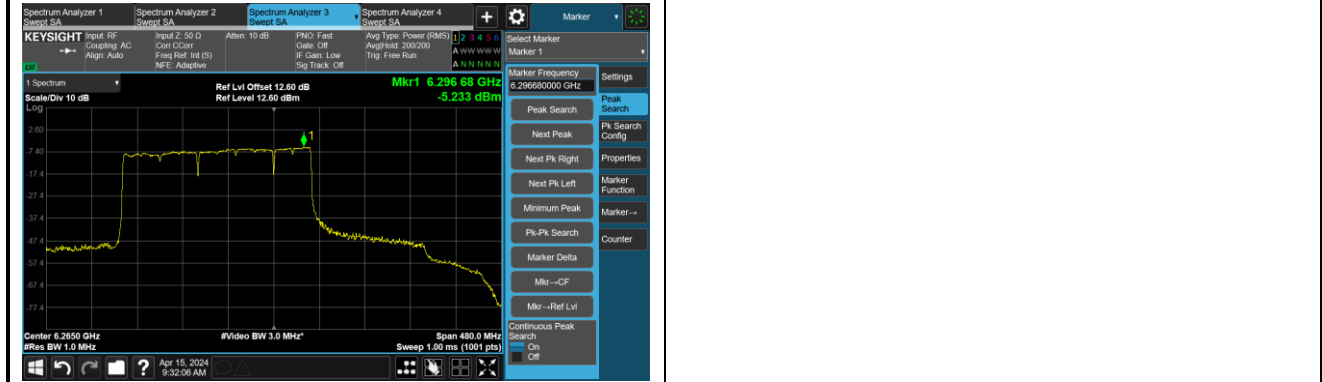 Spectrum Analyzer 1
Swept SA
Spectrum Analyzer 2
Swept SA
Spectrum Analyzer 3
Swept SA
Spectrum Analyzer 4
Swept SA
+
Marker
KEYSIGHT
Input: RF
Coupling: AC
Align: Auto
Input Z: 50 Ω
Corr CCorr
Freq Ref: Int (S)
NFE: Adaptive
Atten: 10 dB
PNO: Fast
Gate: Off
IF Gain: Low
Sig Track: Off
Avg Type: Power (RMS)
Avg|Hold: 200/200
Trig: Free Run
1 2 3 4 5 6
A W W W W W
A N N N N N
Select Marker
Marker 1
1 Spectrum
Scale/Div 10 dB
Log
Ref Lvl Offset 12.60 dB
Ref Level 12.60 dBm
Mkr1 6.296 68 GHz
-5.233 dBm
2.60
-7.40
-17.4
-27.4
-37.4
-47.4
-57.4
-67.4
-77.4
1
Center 6.2650 GHz
#Res BW 1.0 MHz
#Video BW 3.0 MHz*
Span 480.0 MHz
Sweep 1.00 ms (1001 pts)
Marker Frequency
6.296680000 GHz
Peak Search
Next Peak
Next Pk Right
Next Pk Left
Minimum Peak
Pk-Pk Search
Marker Delta
Mkr→CF
Mkr→Ref Lvl
Continuous Peak
Search
On
Off
Settings
Peak
Search
Pk Search
Config
Properties
Marker
Function
Marker→
Counter
?
Apr 15, 2024
9:32:06 AM